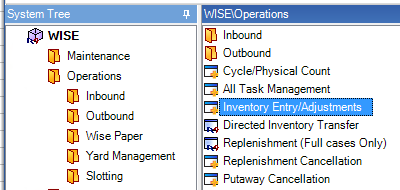 System Tree
WISE
Maintenance
Operations
Inbound
Outbound
Wise Paper
Yard Management
Slotting
WISE\Operations
Inbound
Outbound
Cycle/Physical Count
All Task Management
Inventory Entry/Adjustments
Directed Inventory Transfer
Replenishment (Full cases Only)
Replenishment Cancellation
Putaway Cancellation